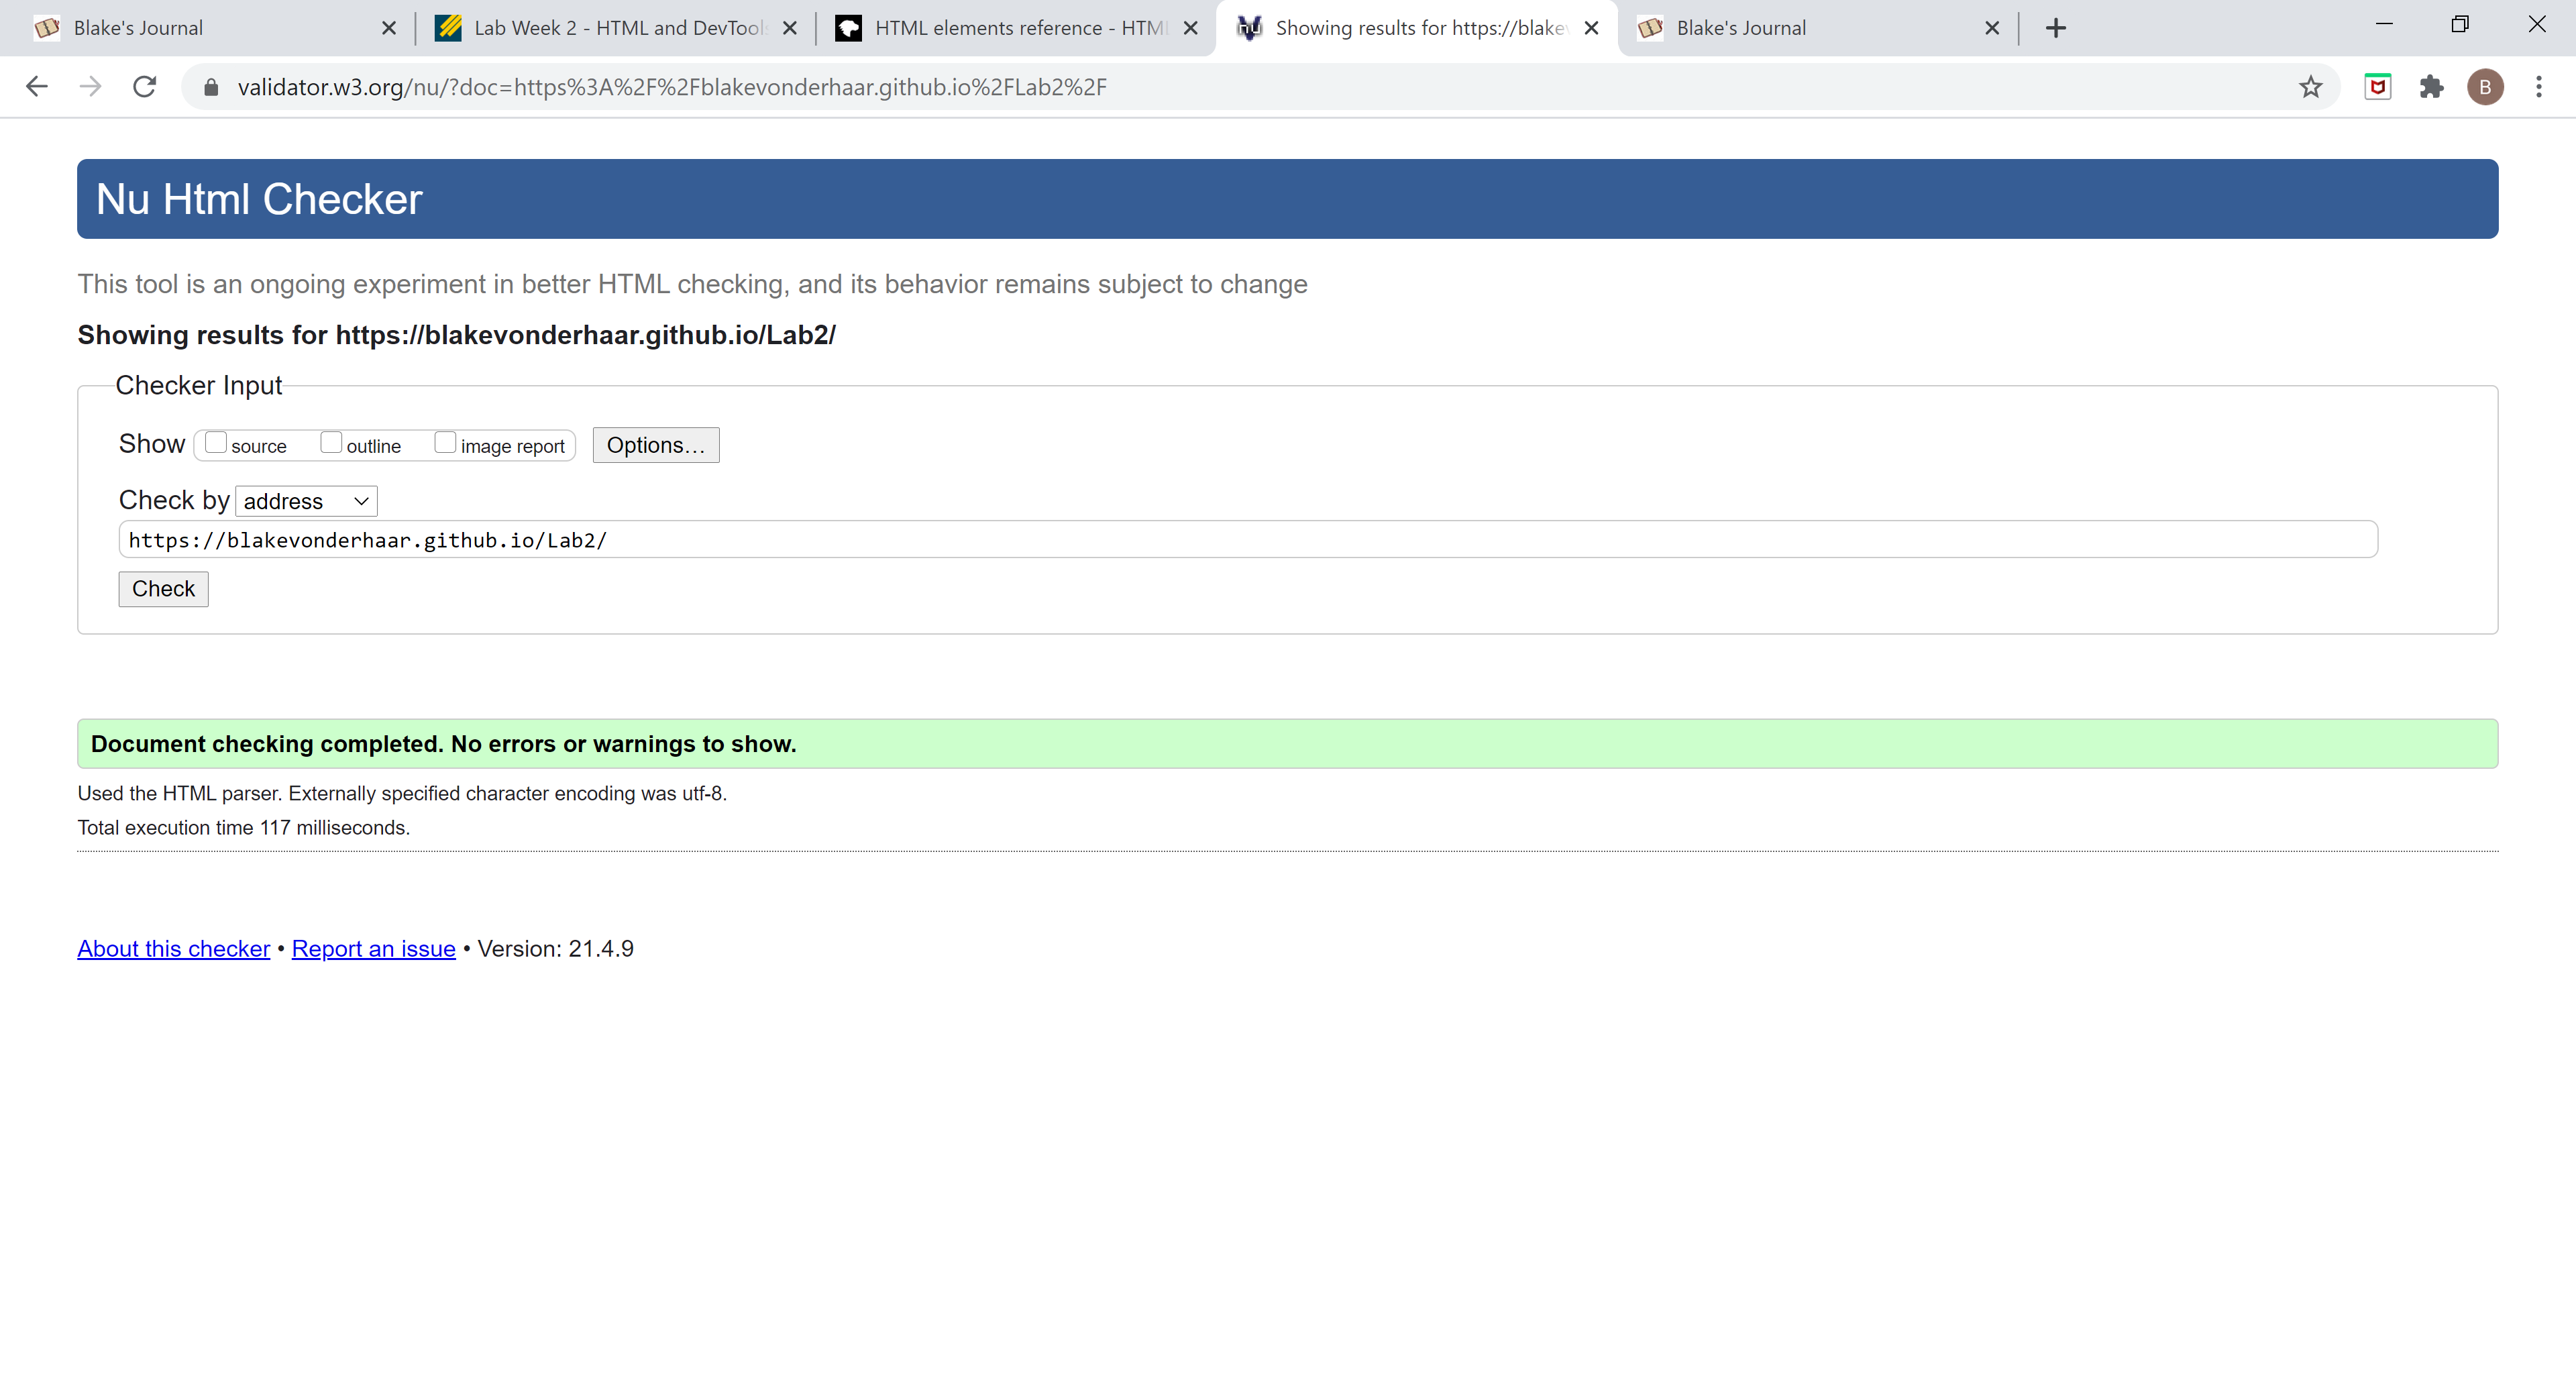 Blake's Journal
Lab Week 2 - HTML and DevTool
HTML elements reference - HTM
Showing results for https://blake
Blake's Journal
validator.w3.org/nu/?doc=https%3A%2F%2Fblakevonderhaar.github.io%2FLab2%2F
B
Nu Html Checker
This tool is an ongoing experiment in better HTML checking, and its behavior remains subject to change
Showing results for https://blakevonderhaar.github.io/Lab2/
Checker Input
Show source outline image report Options...
Check by address
https://blakevonderhaar.github.io/Lab2/
Check
Document checking completed. No errors or warnings to show.
Used the HTML parser. Externally specified character encoding was utf-8.
Total execution time 117 milliseconds.
About this checker • Report an issue • Version: 21.4.9